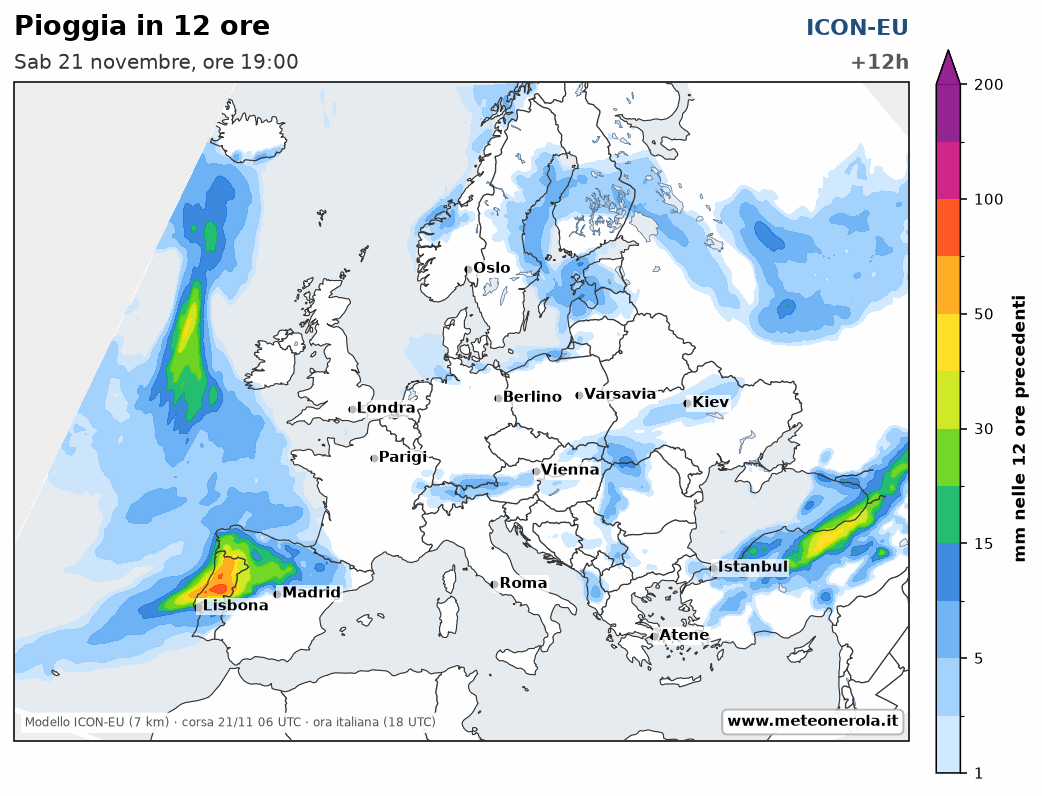 Pioggia in 12 ore
ICON-EU
Sab 21 novembre, ore 19:00
+12h
200
100
50
30
15
5
1
mm nelle 12 ore precedenti
Oslo
Londra
Berlino
Varsavia
Kiev
Parigi
Vienna
Istanbul
Roma
Madrid
Lisbona
Atene
Modello ICON-EU (7 km) · corsa 21/11 06 UTC · ora italiana (18 UTC)
www.meteonerola.it